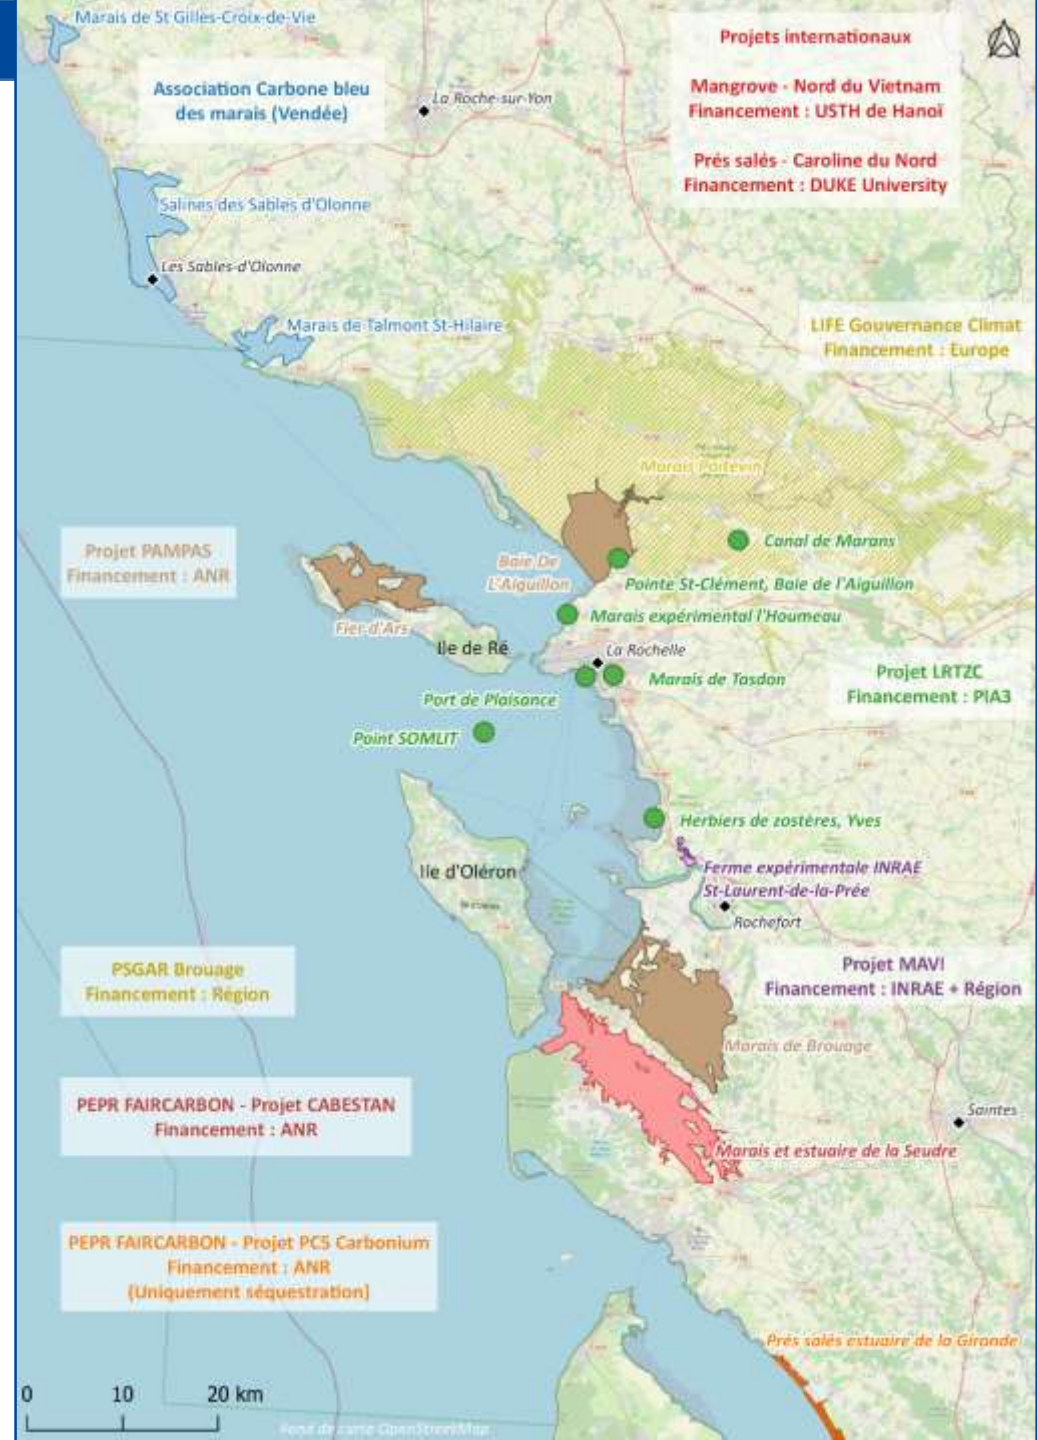 Marais de St Gilles-Croix-de-Vie
Projets internationaux
Association Carbone bleu
des marais (Vendée)
La Roche-sur-Yon
Mangrove - Nord du Vietnam
Financement : USTH de Hanoï
Prés salés - Caroline du Nord
Financement : DUKE University
Salines des Sables d'Olonne
Les Sables-d'Olonne
Marais de Talmont St-Hilaire
LIFE Gouvernance Climat
Financement : Europe
Marais Poitevin
Projet PAMPAS
Financement : ANR
Baie De
L'Aiguillon
Canal de Marans
Pointe St-Clément, Baie de l'Aiguillon
Marais expérimental l'Houmeau
Fier-d'Ars
Ile de Ré
La Rochelle
Marais de Tasdon
Projet LRTZC
Financement : PIA3
Port de Plaisance
Point SOMLIT
Herbiers de zostères, Yves
Ile d'Oléron
Ferme expérimentale INRAE
St-Laurent-de-la-Prée
Rochefort
PSGAR Brouage
Financement : Région
Projet MAVI
Financement : INRAE + Région
Marais de Brouage
PEPR FAIRCARBON - Projet CABESTAN
Financement : ANR
Saintes
Marais et estuaire de la Seudre
PEPR FAIRCARBON - Projet PC5 Carbonium
Financement : ANR
(Uniquement séquestration)
Prés salés estuaire de la Gironde
0 10 20 km
Fond de carte OpenStreetMap